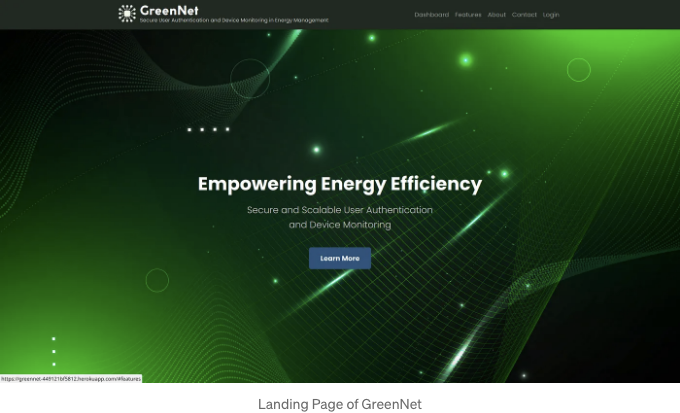 GreenNet
Secure User Authentication and Device Monitoring in Energy Management
Dashboard Features About Contact Login
Empowering Energy Efficiency
Secure and Scalable User Authentication
and Device Monitoring
Learn More
https://greennet-4491216f5812.herokuapp.com/#features
Landing Page of GreenNet